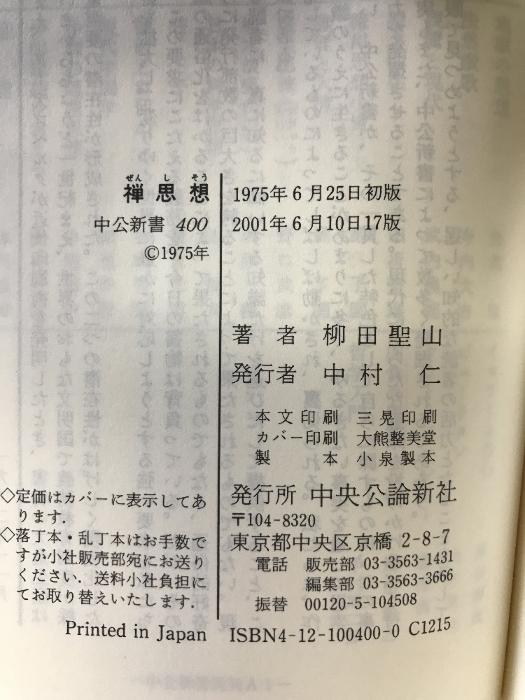 ぜん し そう
禅思想
中公新書 400
©1975年
1975年6月25日初版
2001年6月10日17版
著者 柳田聖山
発行者 中村 仁
本文印刷 三晃印刷
カバー印刷 大熊整美堂
製本 小泉製本
発行所 中央公論新社
〒104-8320
東京都中央区京橋 2-8-7
電話 販売部 03-3563-1431
編集部 03-3563-3666
振替 00120-5-104508
◇定価はカバーに表示してあ
ります.
◇落丁本・乱丁本はお手数で
すが小社販売部宛にお送り
ください. 送料小社負担に
てお取り替えいたします.
Printed in Japan ISBN4-12-100400-0 C1215